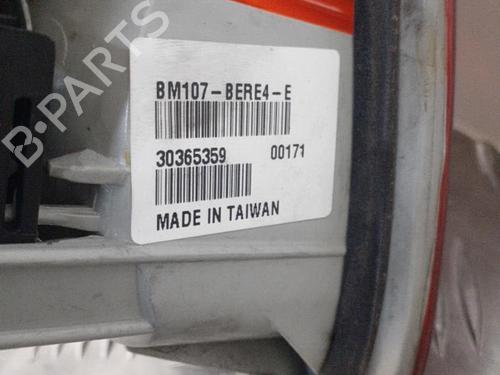 B-PARTS
BM107-BERE4-E
30365359 00171
MADE IN TAIWAN